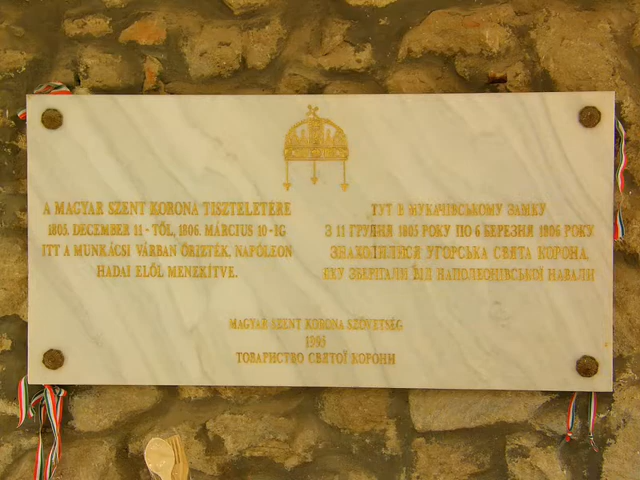 A MAGYAR SZENT KORONA TISZTELETÉRE
1805. DECEMBER 11 - TŐL, 1806. MÁRCIUS 10 - IG
ITT A MUNKÁCSI VÁRBAN ŐRIZTÉK, NAPÓLEON
HADAI ELŐL MENEKÍTVE.
ТУТ В МУКАЧІВСЬКОМУ ЗАМКУ
З 11 ГРУДНЯ 1805 РОКУ ПО 6 БЕРЕЗНЯ 1806 РОКУ
ЗНАХОДИЛИСЯ УГОРСЬКА СВЯТА КОРОНА,
ЯКУ ЗБЕРІГАЛИ ВІД НАПОЛЕОНІВСЬКОЇ НАВАЛИ
MAGYAR SZENT KORONA SZÖVETSÉG
1995
ТОВАРИСТВО СВЯТОЇ КОРОНИ